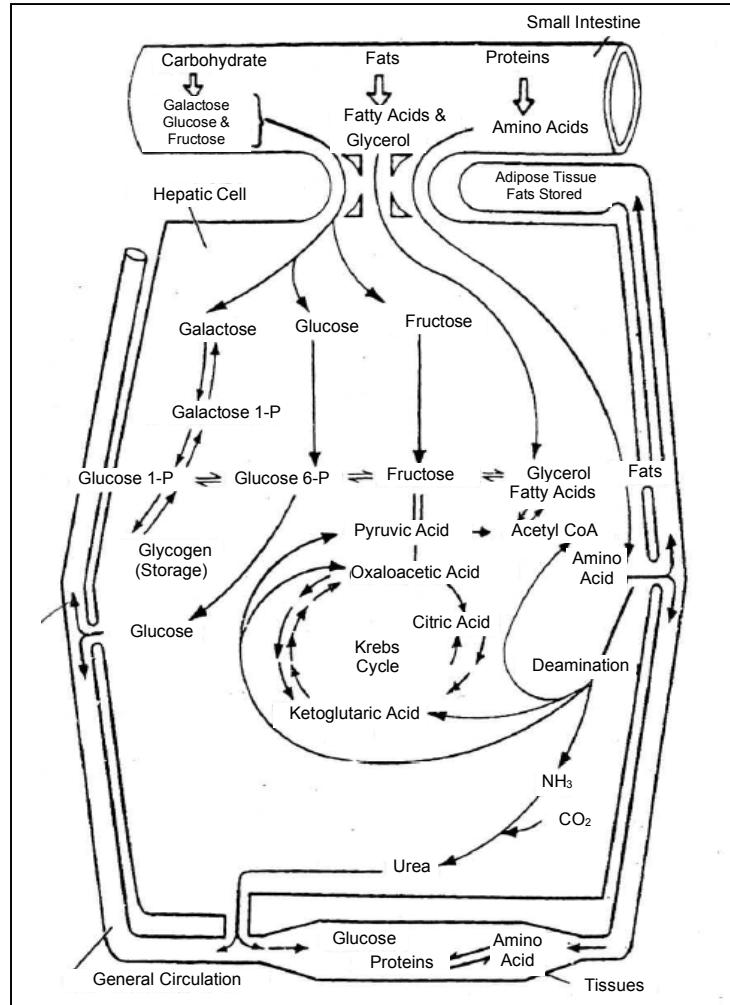 Small Intestine
Carbohydrate
Fats
Proteins
Galactose
Glucose &
Fructose
Fatty Acids &
Glycerol
Amino Acids
Adipose Tissue
Fats Stored
Hepatic Cell
Galactose
Glucose
Fructose
Galactose 1-P
Glucose 1-P
Glucose 6-P
Fructose
Glycerol
Fatty Acids
Fats
Glycogen
(Storage)
Pyruvic Acid
Acetyl CoA
Amino
Acid
Oxaloacetic Acid
Citric Acid
Glucose
Krebs
Cycle
Deamination
Ketoglutaric Acid
NH₃
CO₂
Urea
Glucose
Amino
Acid
Proteins
General Circulation
Tissues